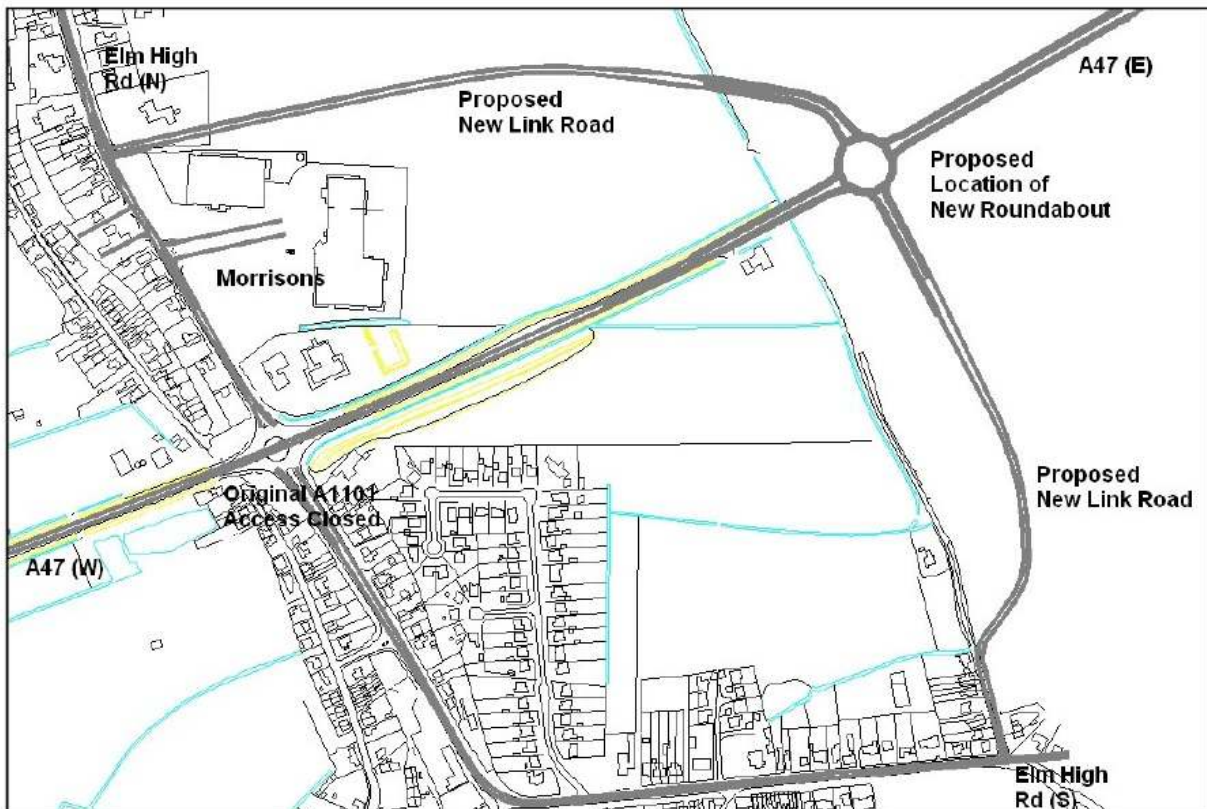 Elm High
Rd (N)
A47 (E)
Proposed
New Link Road
Proposed
Location of
New Roundabout
Morrisons
Original A1101
Access Closed
Proposed
New Link Road
A47 (W)
Elm High
Rd (S)